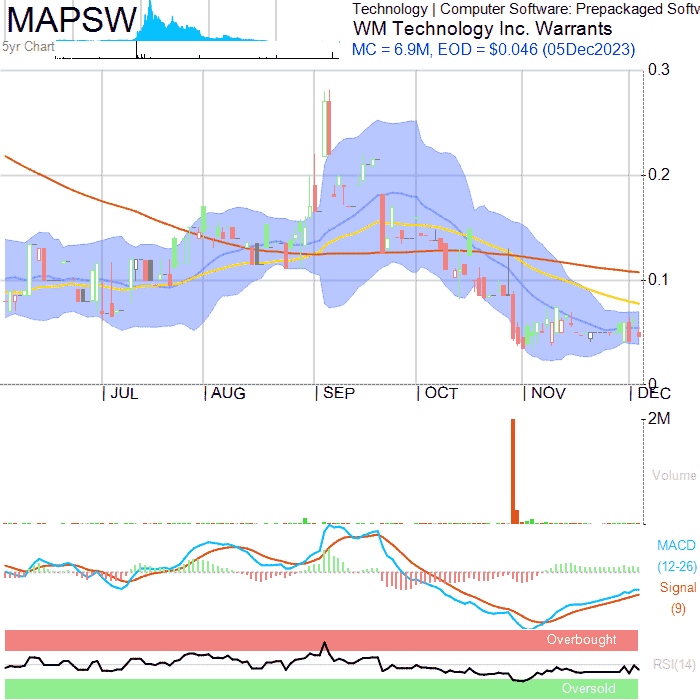 MAPSW
5yr Chart
Technology | Computer Software: Prepackaged Softw
WM Technology Inc. Warrants
MC = 6.9M, EOD = $0.046 (05Dec2023)
0.3
0.2
0.1
0
JUL AUG SEP OCT NOV DEC
2M
Volume
MACD
(12-26)
Signal
(9)
Overbought
RSI(14)
Oversold